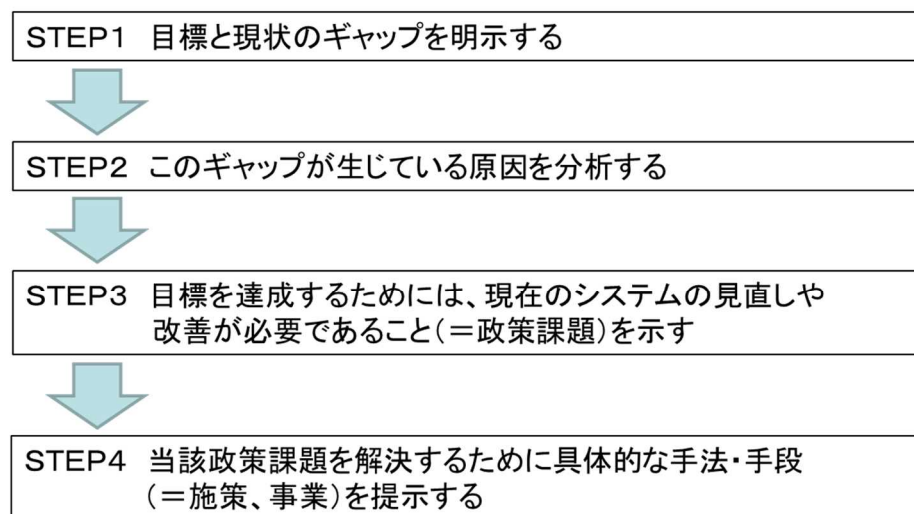 STEP1 目標と現状のギャップを明示する
STEP2 このギャップが生じている原因を分析する
STEP3 目標を達成するためには、現在のシステムの見直しや
改善が必要であること(=政策課題)を示す
STEP4 当該政策課題を解決するために具体的な手法・手段
(=施策、事業)を提示する